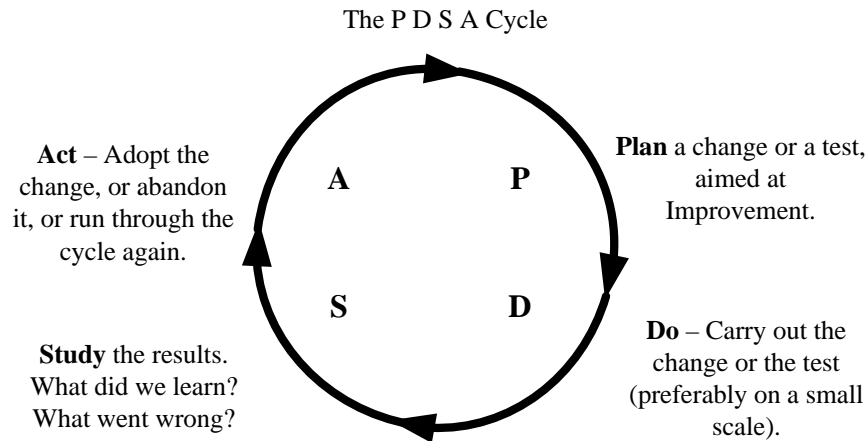 The P D S A Cycle
Act – Adopt the
change, or abandon
it, or run through the
cycle again.
A
P
Plan a change or a test,
aimed at
Improvement.
S
D
Study the results.
What did we learn?
What went wrong?
Do – Carry out the
change or the test
(preferably on a small
scale).